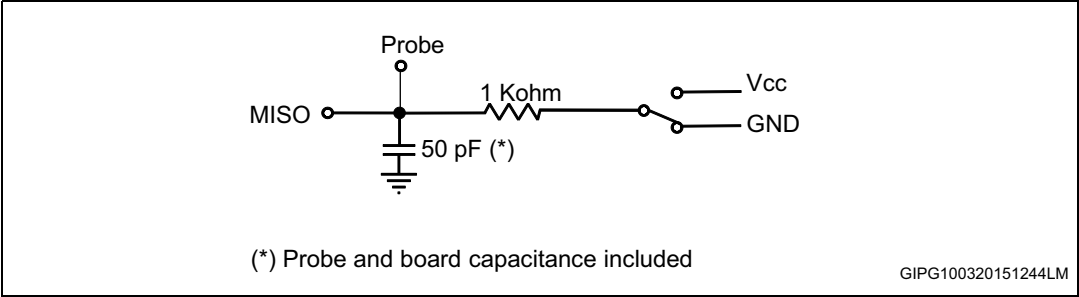 Probe
1 Kohm
Vcc
MISO
GND
50 pF (*)
(*) Probe and board capacitance included
GIPG100320151244LM